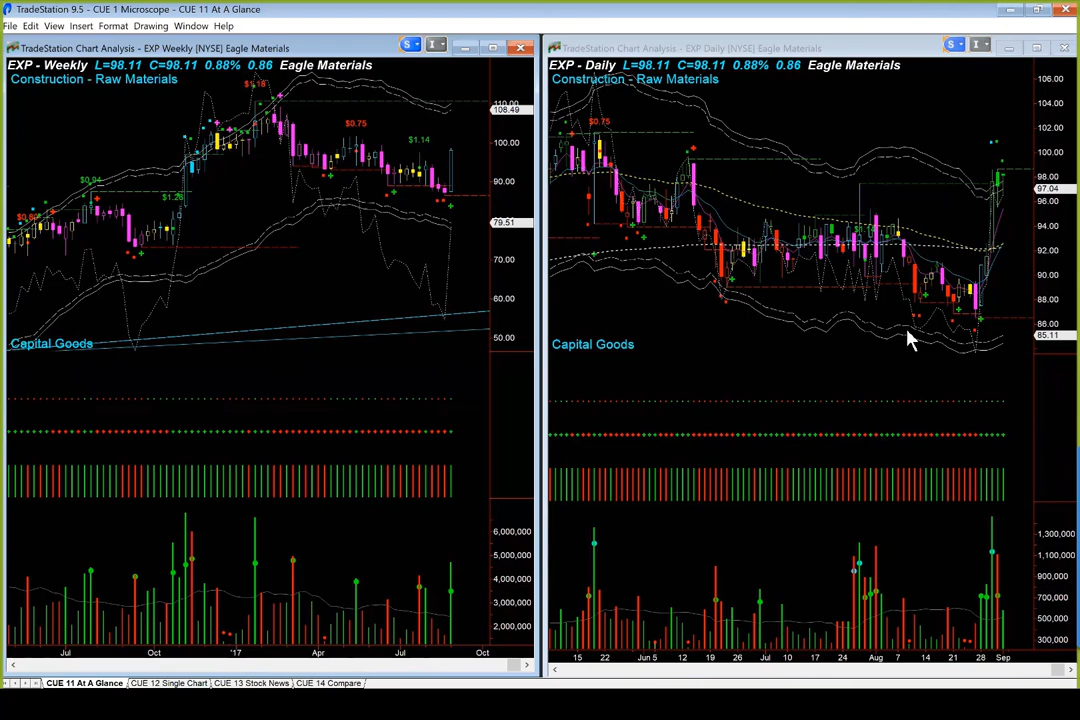 TradeStation 9.5 - CUE 1 Microscope - CUE 11 At A Glance
File Edit View Insert Format Drawing Window Help
TradeStation Chart Analysis - EXP Weekly [NYSE] Eagle Materials
S
I
EXP - Weekly L=98.11 C=98.11 0.88% 0.86 Eagle Materials
Construction - Raw Materials
$1.18
$0.75
$1.14
$0.94
$1.26
110.00
108.49
100.00
90.00
79.51
70.00
60.00
50.00
Capital Goods
6,000,000
5,000,000
4,000,000
3,000,000
2,000,000
Jul Oct '17 Apr Jul Oct
TradeStation Chart Analysis - EXP Daily [NYSE] Eagle Materials
S
I
EXP - Daily L=98.11 C=98.11 0.88% 0.86 Eagle Materials
Construction - Raw Materials
$0.75
106.00
104.00
102.00
100.00
98.00
97.04
96.00
94.00
92.00
90.00
88.00
86.00
85.11
Capital Goods
1,300,000
1,100,000
900,000
700,000
500,000
300,000
15 22 Jun 5 12 19 26 Jul 10 17 24 Aug 7 14 21 28 Sep
CUE 11 At A Glance CUE 12 Single Chart CUE 13 Stock News CUE 14 Compare